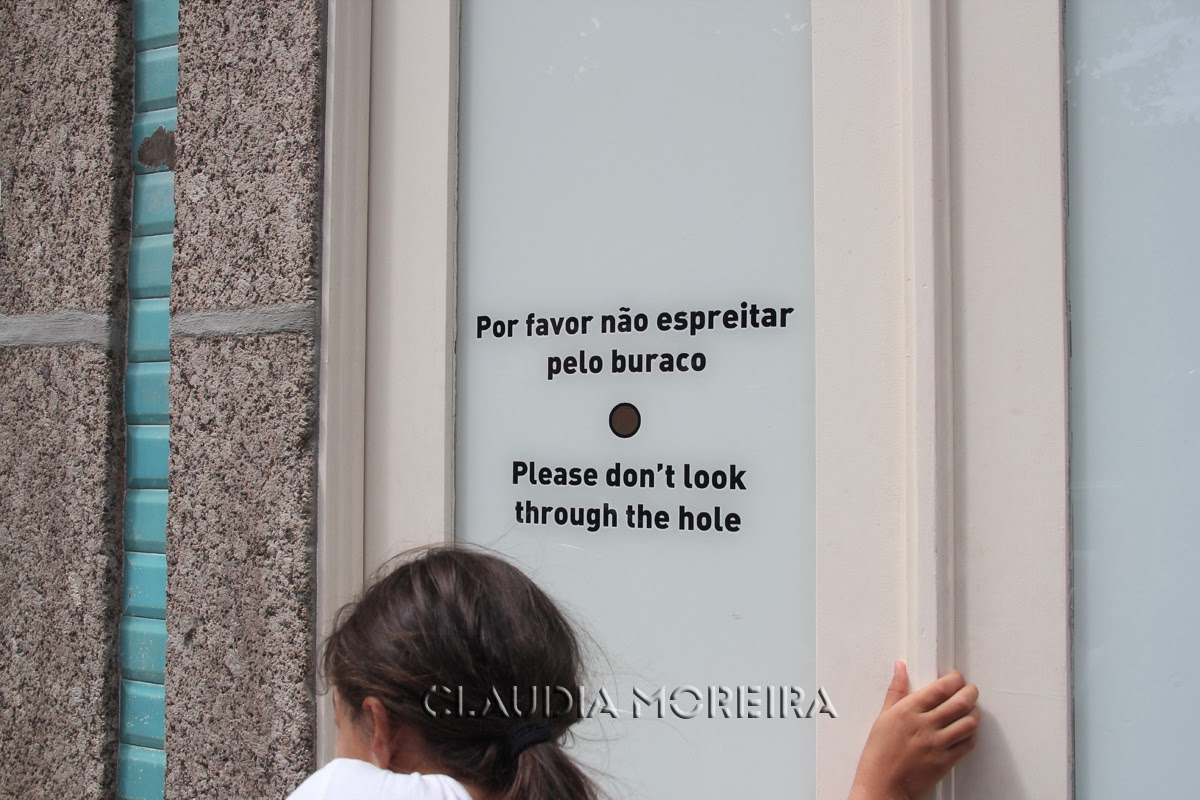 Por favor não espreitar
pelo buraco
Please don't look
through the hole
CLAUDIA MOREIRA